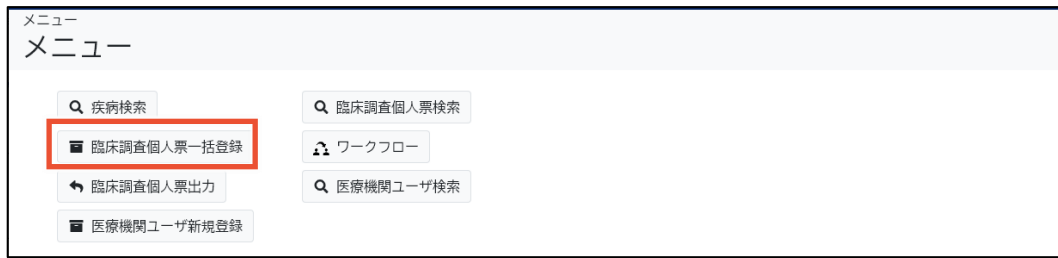 メニュー
メニュー
疾病検索
臨床調査個人票検索
臨床調査個人票一括登録
ワークフロー
臨床調査個人票出力
医療機関ユーザ検索
医療機関ユーザ新規登録